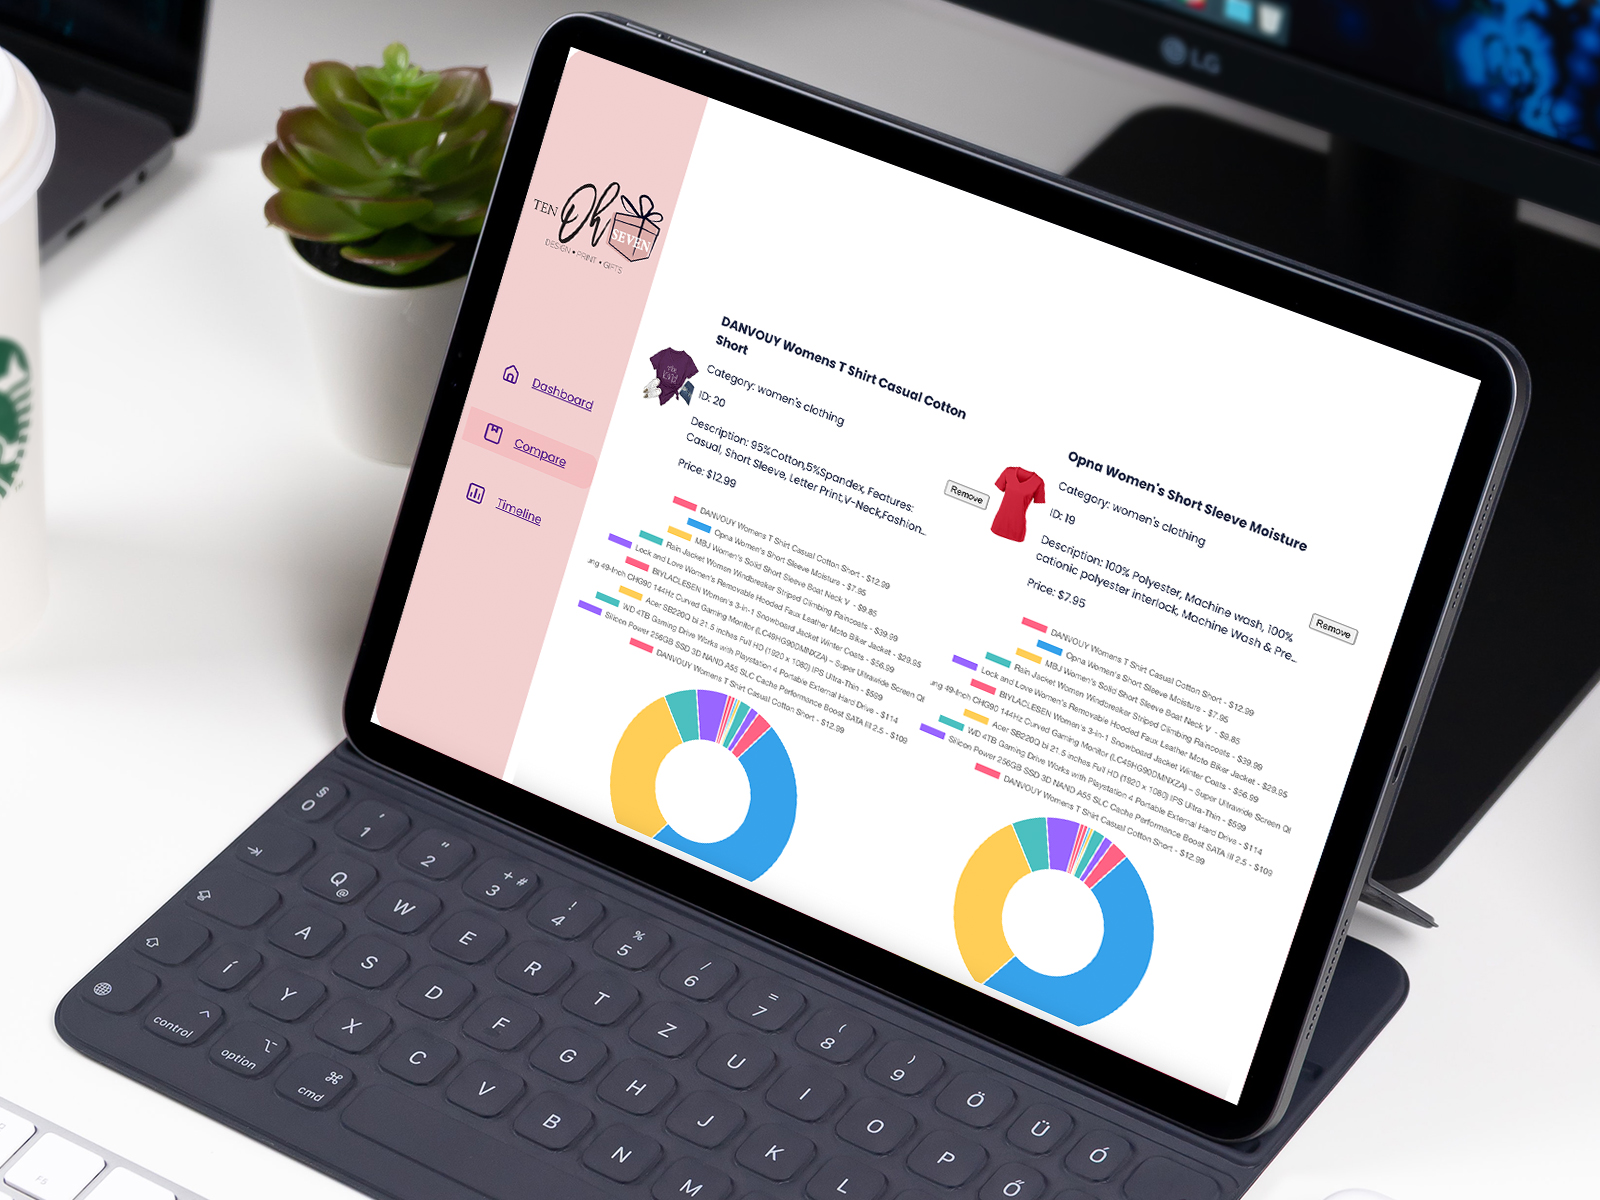 LG
TEN Oh SEVEN
DESIGN • PRINT • GIFTS
Dashboard
Compare
Timeline
DANVOUY Womens T Shirt Casual Cotton
Short
Category: women's clothing
ID: 20
Description: 95%Cotton,5%Spandex, Features:
Casual, Short Sleeve, Letter Print,V-Neck,Fashion...
Price: $12.99
Remove
DANVOUY Womens T Shirt Casual Cotton Short - $12.99
Opna Women's Short Sleeve Moisture - $7.95
MBJ Women's Solid Short Sleeve Boat Neck V - $9.85
Rain Jacket Women Windbreaker Striped Climbing Raincoats - $39.99
Lock and Love Women's Removable Hooded Faux Leather Moto Biker Jacket - $29.95
BIYLACLESEN Women's 3-in-1 Snowboard Jacket Winter Coats - $56.99
ung 49-Inch CHG90 144Hz Curved Gaming Monitor (LC49HG90DMNXZA) – Super Ultrawide Screen QL
Acer SB220Q bi 21.5 inches Full HD (1920 x 1080) IPS Ultra-Thin - $599
WD 4TB Gaming Drive Works with Playstation 4 Portable External Hard Drive - $114
Silicon Power 256GB SSD 3D NAND A55 SLC Cache Performance Boost SATA III 2.5 - $109
DANVOUY Womens T Shirt Casual Cotton Short - $12.99
Opna Women's Short Sleeve Moisture
Category: women's clothing
ID: 19
Description: 100% Polyester, Machine wash, 100%
cationic polyester interlock, Machine Wash & Pre...
Price: $7.95
Remove
DANVOUY Womens T Shirt Casual Cotton Short - $12.99
Opna Women's Short Sleeve Moisture - $7.95
MBJ Women's Solid Short Sleeve Boat Neck V - $9.85
Rain Jacket Women Windbreaker Striped Climbing Raincoats - $39.99
Lock and Love Women's Removable Hooded Faux Leather Moto Biker Jacket - $29.95
BIYLACLESEN Women's 3-in-1 Snowboard Jacket Winter Coats - $56.99
ung 49-Inch CHG90 144Hz Curved Gaming Monitor (LC49HG90DMNXZA) – Super Ultrawide Screen QL
Acer SB220Q bi 21.5 inches Full HD (1920 x 1080) IPS Ultra-Thin - $599
WD 4TB Gaming Drive Works with Playstation 4 Portable External Hard Drive - $114
Silicon Power 256GB SSD 3D NAND A55 SLC Cache Performance Boost SATA III 2.5 - $109
DANVOUY Womens T Shirt Casual Cotton Short - $12.99
§ 0 ' 1 " 2 + # 3 ! 4 % 5 / 6 = 7 ( 8 ) 9 Ö Ü Ó
Q @ W E R T Z U I O P Ő
A S D F G H J K L
Í Y X C V B N M
control option cmd
F5